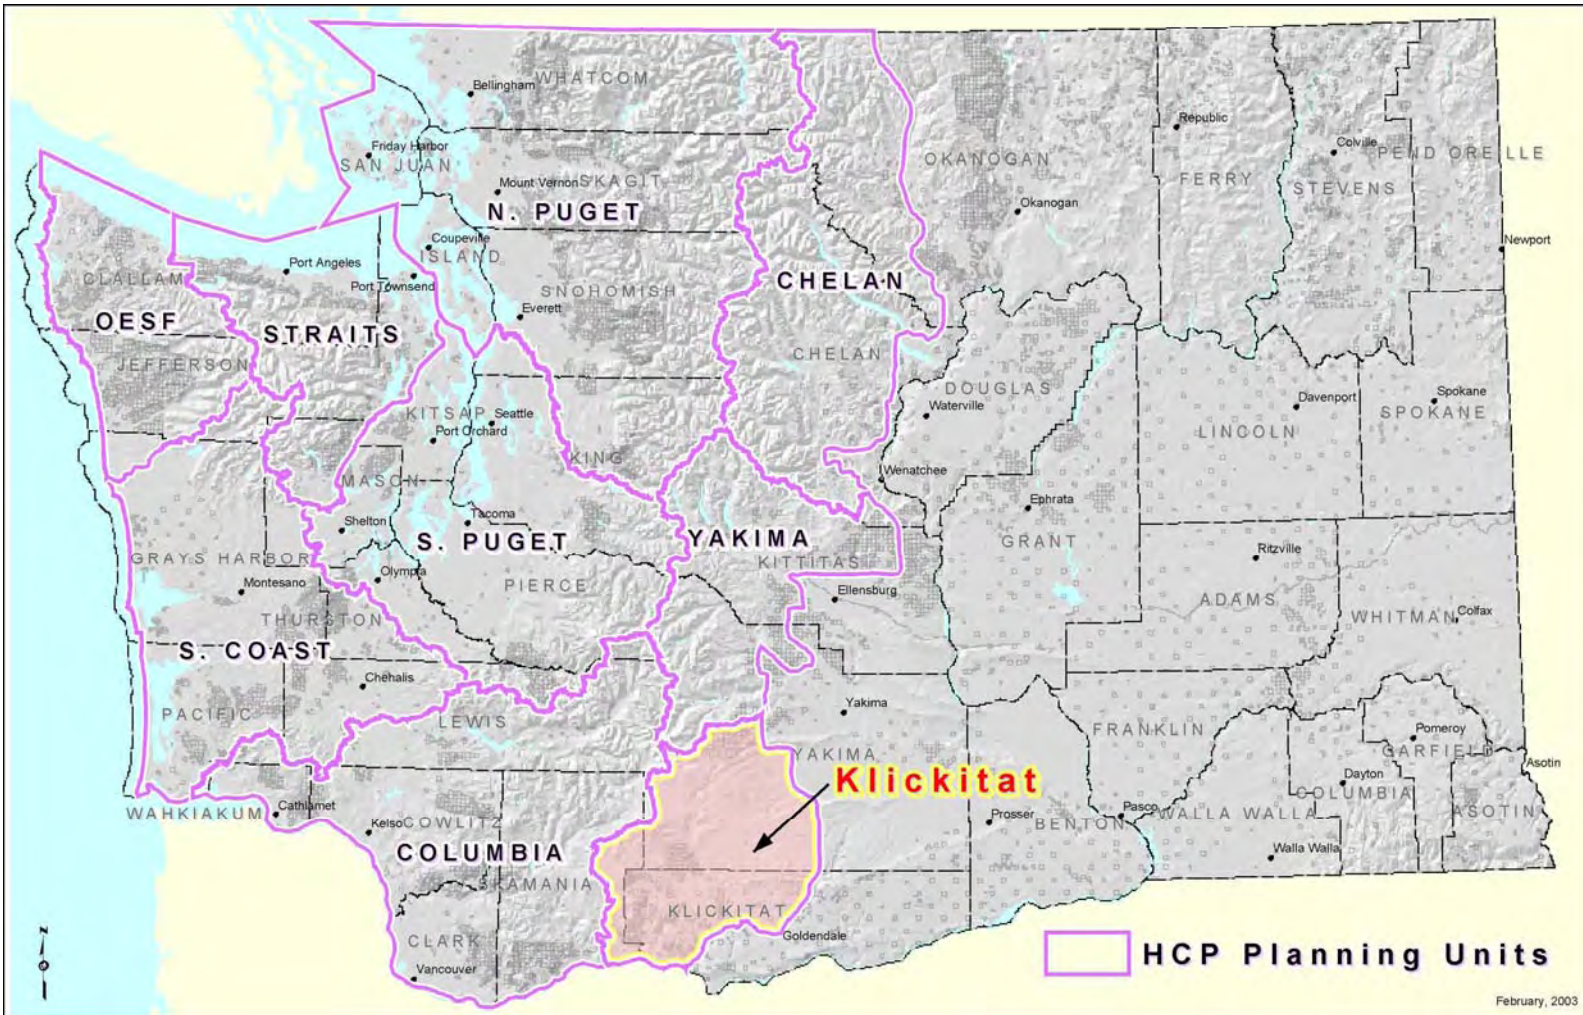 WHATCOM
Bellingham
Friday Harbor
SAN JUAN
Mount Vernon
SKAGIT
N. PUGET
OKANOGAN
Republic
Colville
PEND OREILLE
FERRY
STEVENS
Okanogan
Newport
Coupeville
ISLAND
Port Angeles
CLALLAM
Port Townsend
SNOHOMISH
CHELAN
Everett
OESF
STRAITS
JEFFERSON
CHELAN
DOUGLAS
Waterville
Davenport
Spokane
SPOKANE
LINCOLN
KITSAP
Seattle
Port Orchard
KING
Wenatchee
MASON
Ephrata
Shelton
Tacoma
S. PUGET
YAKIMA
GRANT
Ritzville
GRAYS HARBOR
KITTITAS
Olympia
Montesano
PIERCE
Ellensburg
ADAMS
WHITMAN
Colfax
THURSTON
S. COAST
Chehalis
PACIFIC
LEWIS
Yakima
YAKIMA
FRANKLIN
Pomeroy
GARFIELD
Asotin
Klickitat
Dayton
COLUMBIA
WAHKIAKUM
Cathlamet
Kelso
COWLITZ
Prosser
BENTON
Pasco
WALLA WALLA
ASOTIN
COLUMBIA
Walla Walla
SKAMANIA
KLICKITAT
Goldendale
CLARK
Vancouver
N
HCP Planning Units
February, 2003